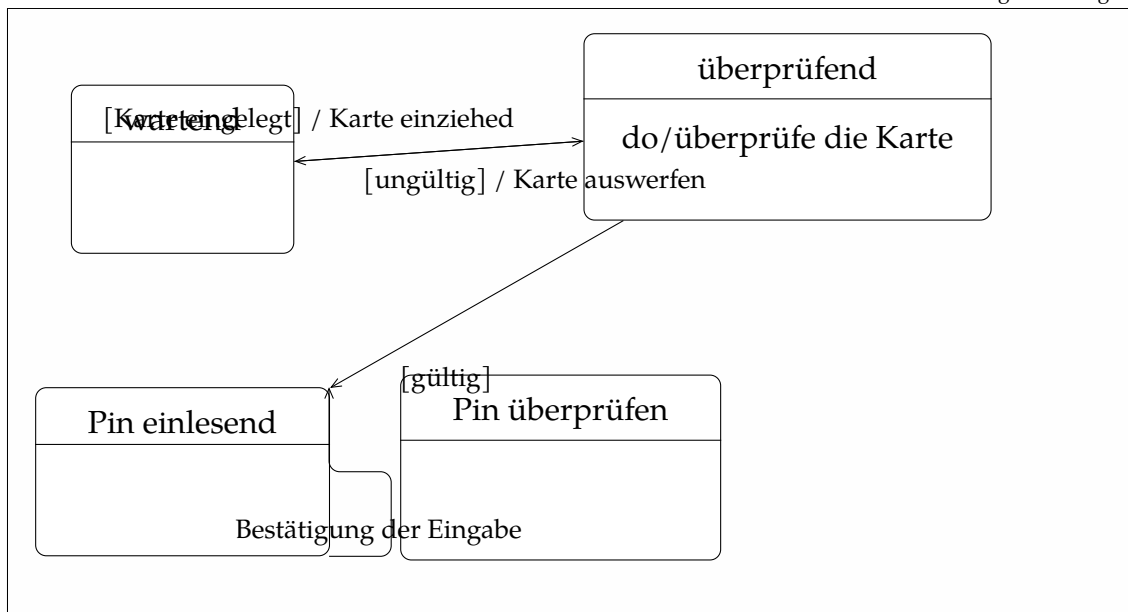 überprüfend
wartend
[Karte eingelegt] / Karte einziehed
do/überprüfe die Karte
[ungültig] / Karte auswerfen
[gültig]
Pin einlesend
Pin überprüfen
Bestätigung der Eingabe